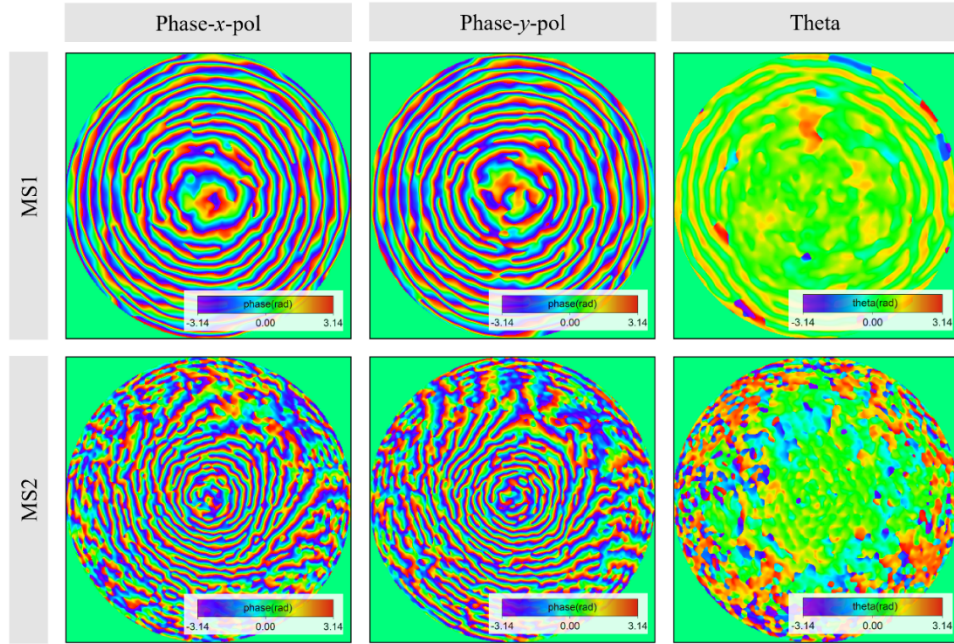 Phase-x-pol Phase-y-pol Theta
MS1
phase(rad)
-3.14 0.00 3.14
phase(rad)
-3.14 0.00 3.14
theta(rad)
-3.14 0.00 3.14
MS2
phase(rad)
-3.14 0.00 3.14
phase(rad)
-3.14 0.00 3.14
theta(rad)
-3.14 0.00 3.14